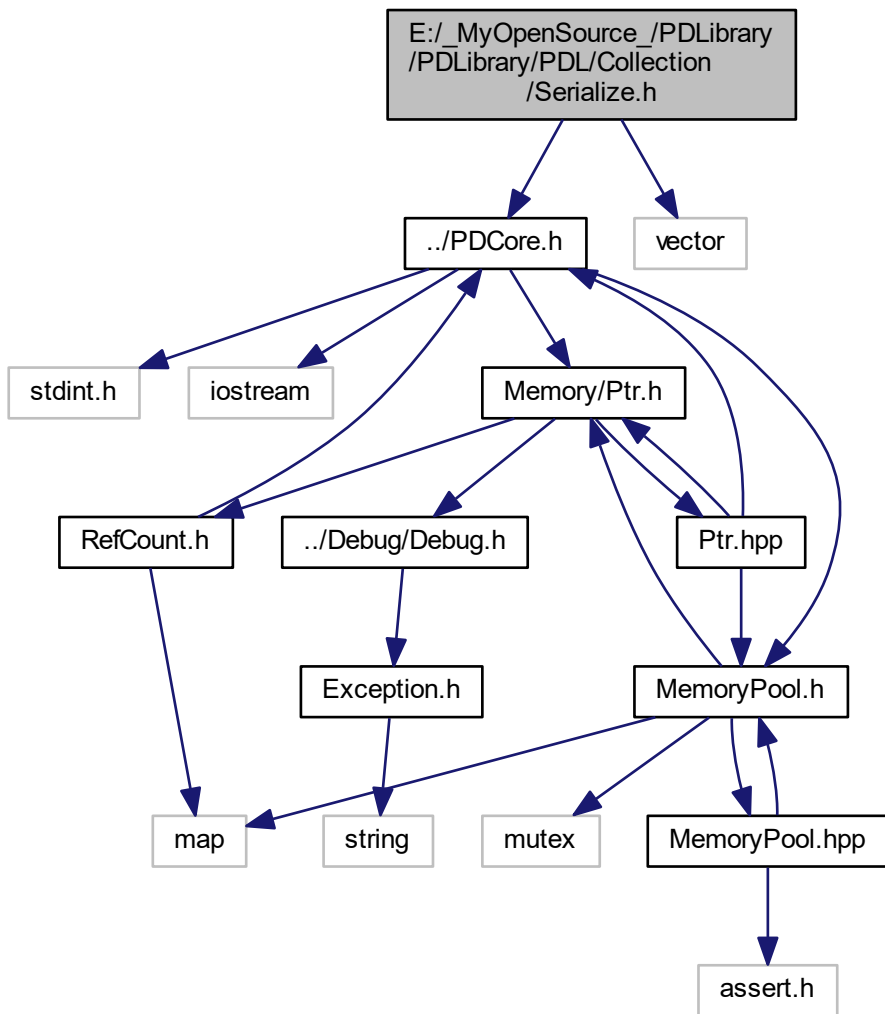 E:/_MyOpenSource_/PDLibrary
/PDLibrary/PDL/Collection
/Serialize.h
../PDCore.h
vector
stdint.h
iostream
Memory/Ptr.h
RefCount.h
../Debug/Debug.h
Ptr.hpp
Exception.h
MemoryPool.h
map
string
mutex
MemoryPool.hpp
assert.h